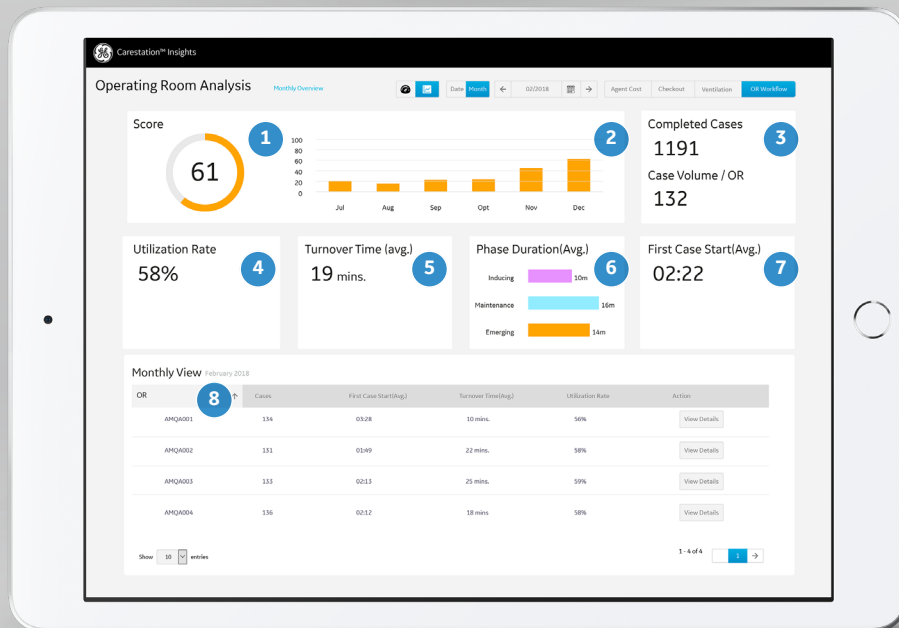 Carestation™ Insights
Operating Room Analysis
Monthly Overview
Date Month
02/2018
Agent Cost
Checkout
Ventilation
OR Workflow
Score
61
1
100
80
60
40
20
0
Jul Aug Sep Opt Nov Dec
2
Completed Cases
1191
3
Case Volume / OR
132
Utilization Rate
58%
4
Turnover Time (avg.)
19 mins.
5
Phase Duration(Avg.)
6
Inducing 10m
Maintenance 16m
Emerging 14m
First Case Start(Avg.)
02:22
7
Monthly View February 2018
OR 8 Cases First Case Start(Avg.) Turnover Time(Avg.) Utilization Rate Action
AMQA001 134 03:28 10 mins. 56% View Details
AMQA002 131 01:49 22 mins. 58% View Details
AMQA003 133 02:13 25 mins. 59% View Details
AMQA004 136 02:12 18 mins 58% View Details
Show 10 entries
1 - 4 of 4
1